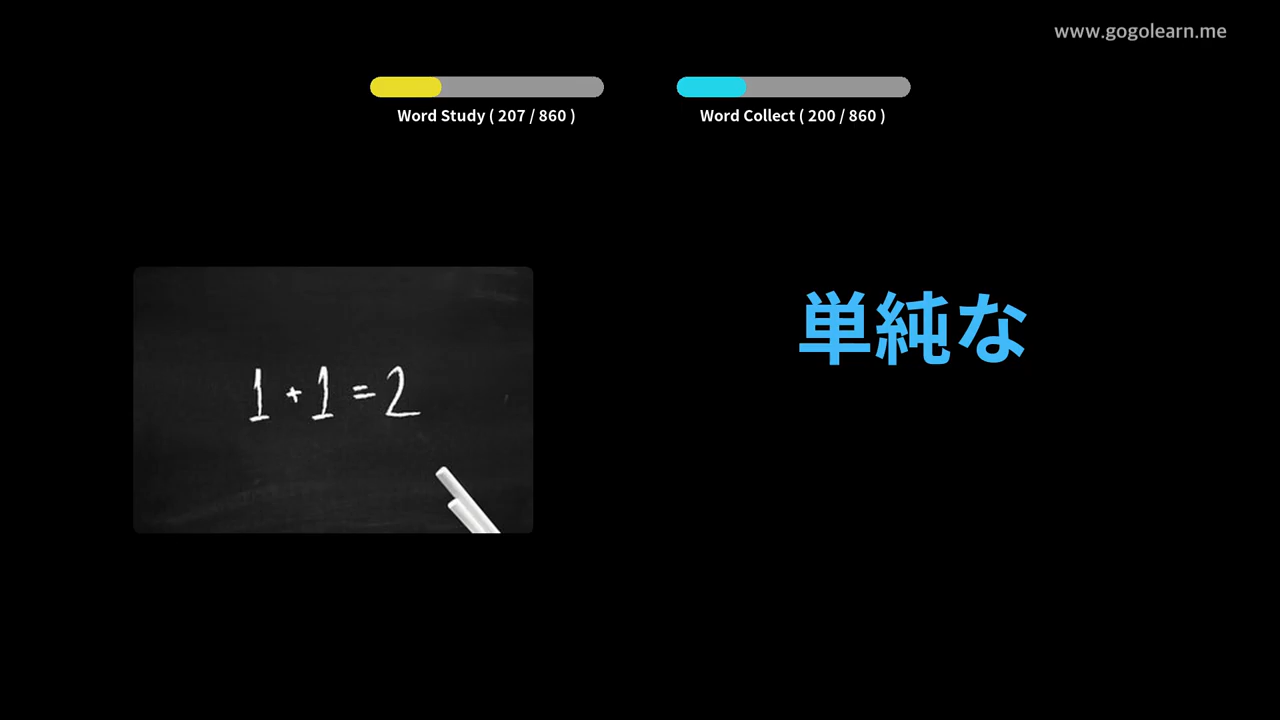 www.gogolearn.me
Word Study ( 207 / 860 )
Word Collect ( 200 / 860 )
1 + 1 = 2
単純な